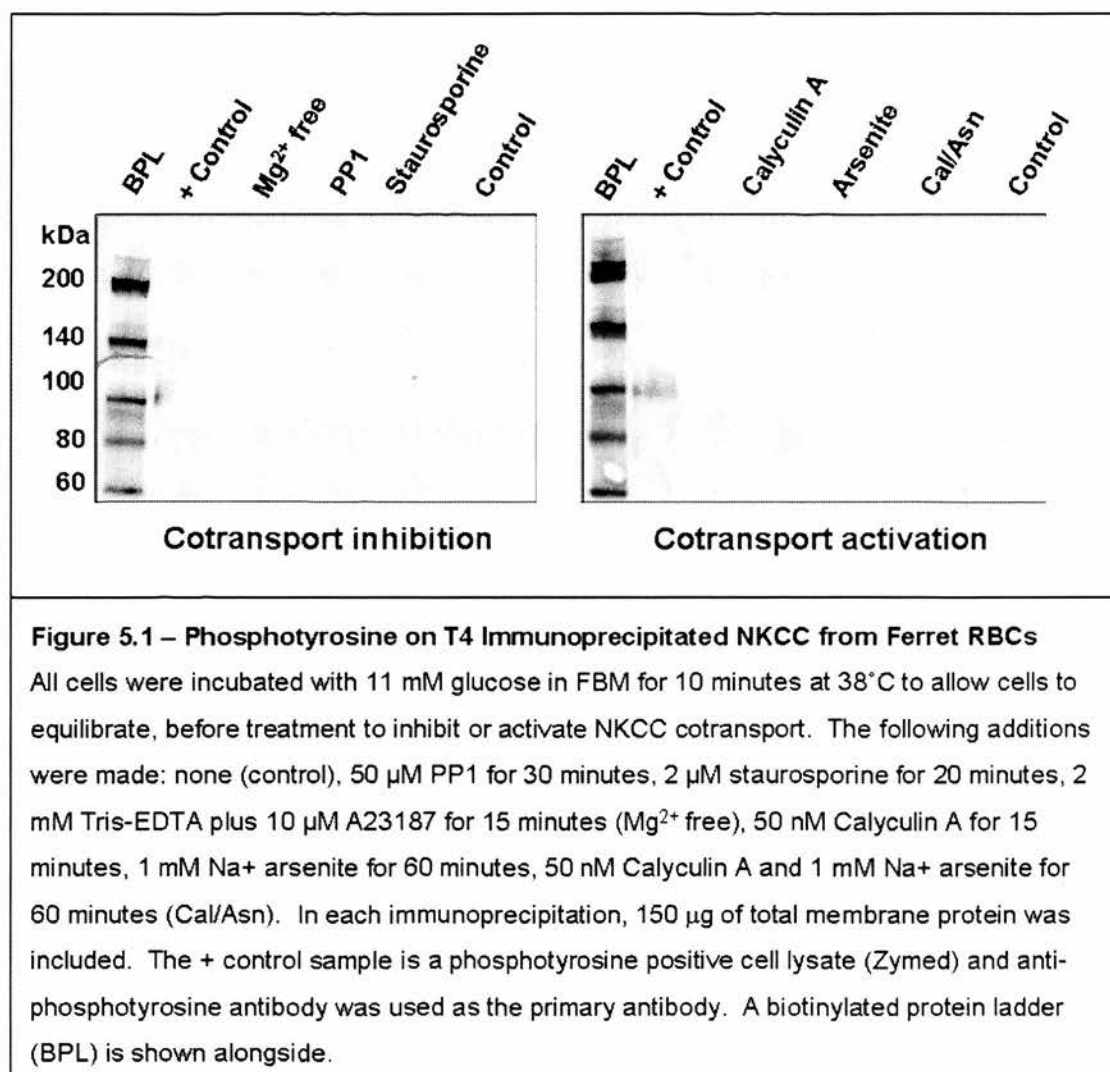 BPL
+ Control
Mg²⁺ free
PP1
Staurosporine
Control
BPL
+ Control
Calyculin A
Arsenite
Cal/Asn
Control
kDa
200
140
100
80
60
Cotransport inhibition
Cotransport activation
Figure 5.1 – Phosphotyrosine on T4 Immunoprecipitated NKCC from Ferret RBCs
All cells were incubated with 11 mM glucose in FBM for 10 minutes at 38˚C to allow cells to
equilibrate, before treatment to inhibit or activate NKCC cotransport. The following additions
were made: none (control), 50 µM PP1 for 30 minutes, 2 µM staurosporine for 20 minutes, 2
mM Tris-EDTA plus 10 µM A23187 for 15 minutes (Mg²⁺ free), 50 nM Calyculin A for 15
minutes, 1 mM Na+ arsenite for 60 minutes, 50 nM Calyculin A and 1 mM Na+ arsenite for
60 minutes (Cal/Asn). In each immunoprecipitation, 150 µg of total membrane protein was
included. The + control sample is a phosphotyrosine positive cell lysate (Zymed) and anti-
phosphotyrosine antibody was used as the primary antibody. A biotinylated protein ladder
(BPL) is shown alongside.